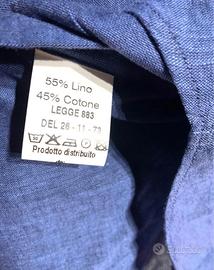 55% Lino
45% Cotone
LEGGE 883
DEL 26-11-73
Prodotto distribuito